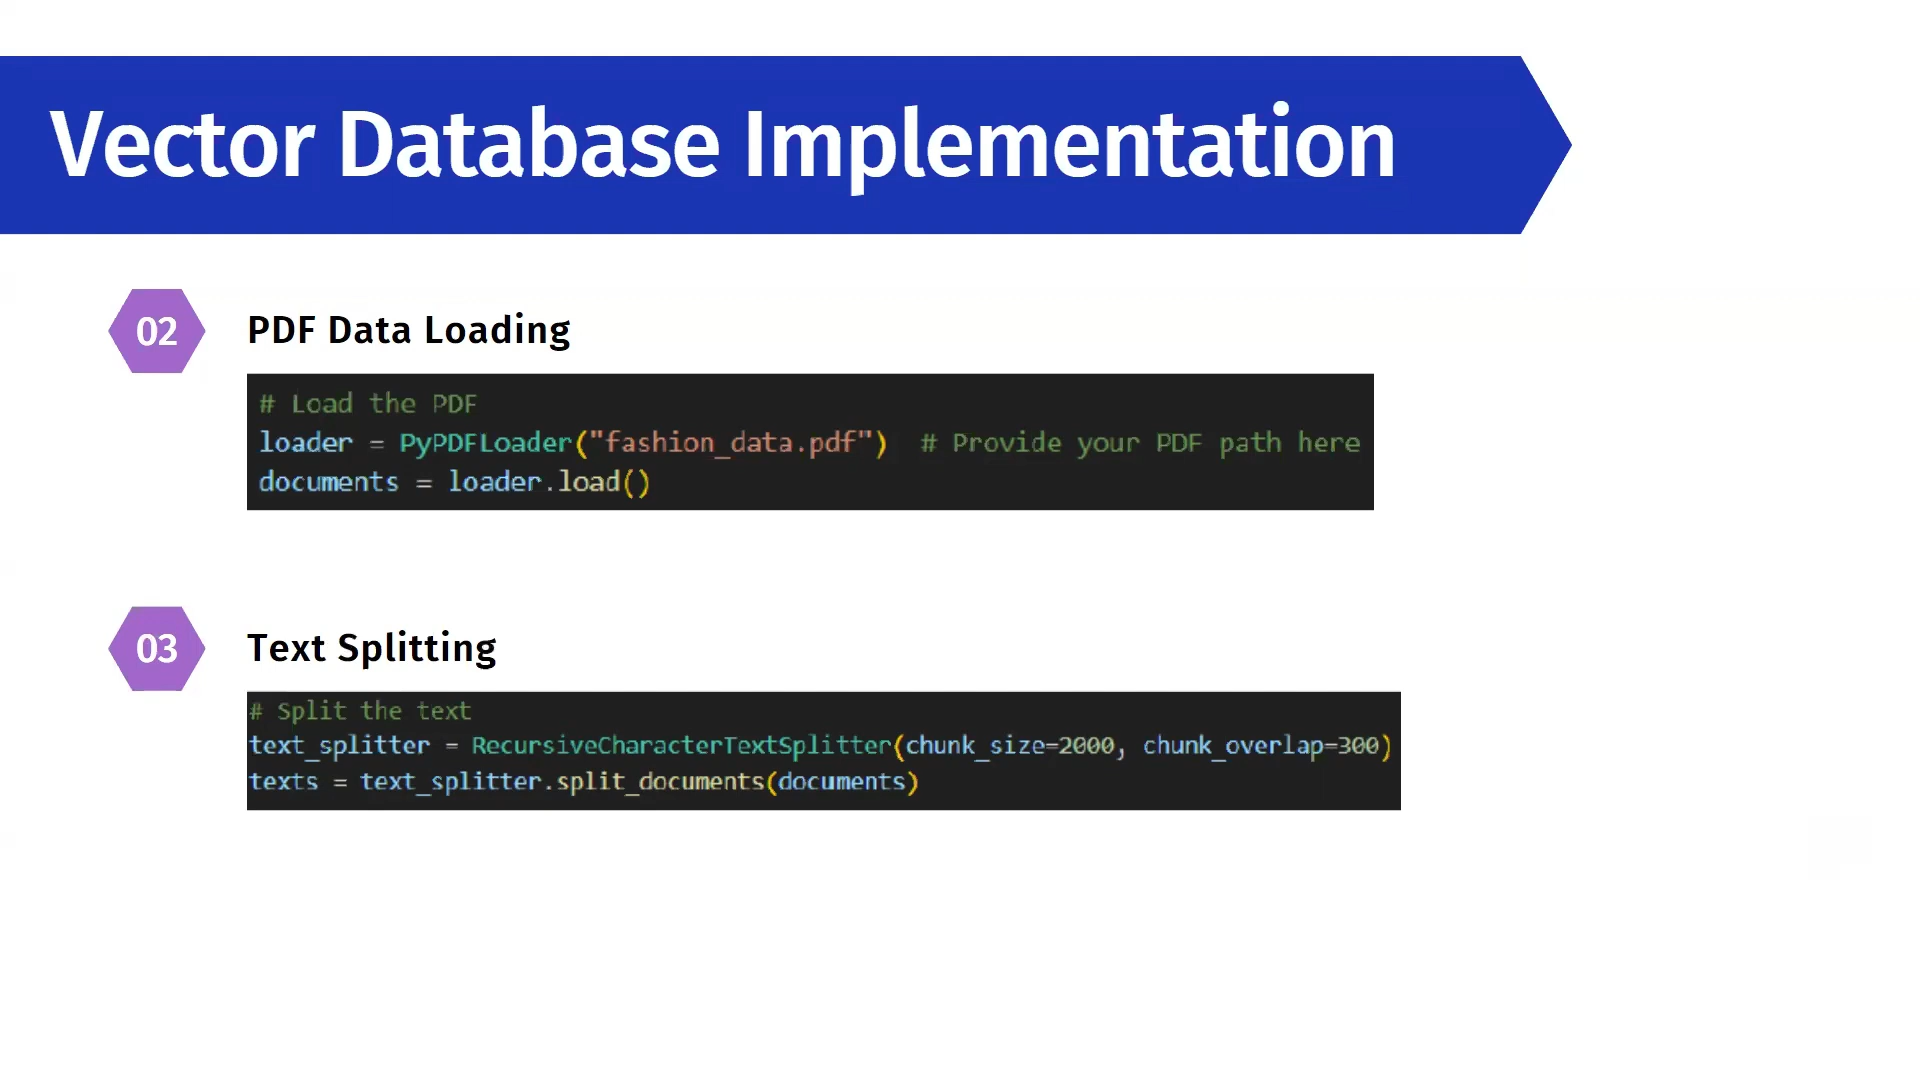 Vector Database Implementation
02
PDF Data Loading
# Load the PDF
loader = PyPDFLoader("fashion_data.pdf")  # Provide your PDF path here
documents = loader.load()
03
Text Splitting
# Split the text
text_splitter = RecursiveCharacterTextSplitter(chunk_size=2000, chunk_overlap=300)
texts = text_splitter.split_documents(documents)